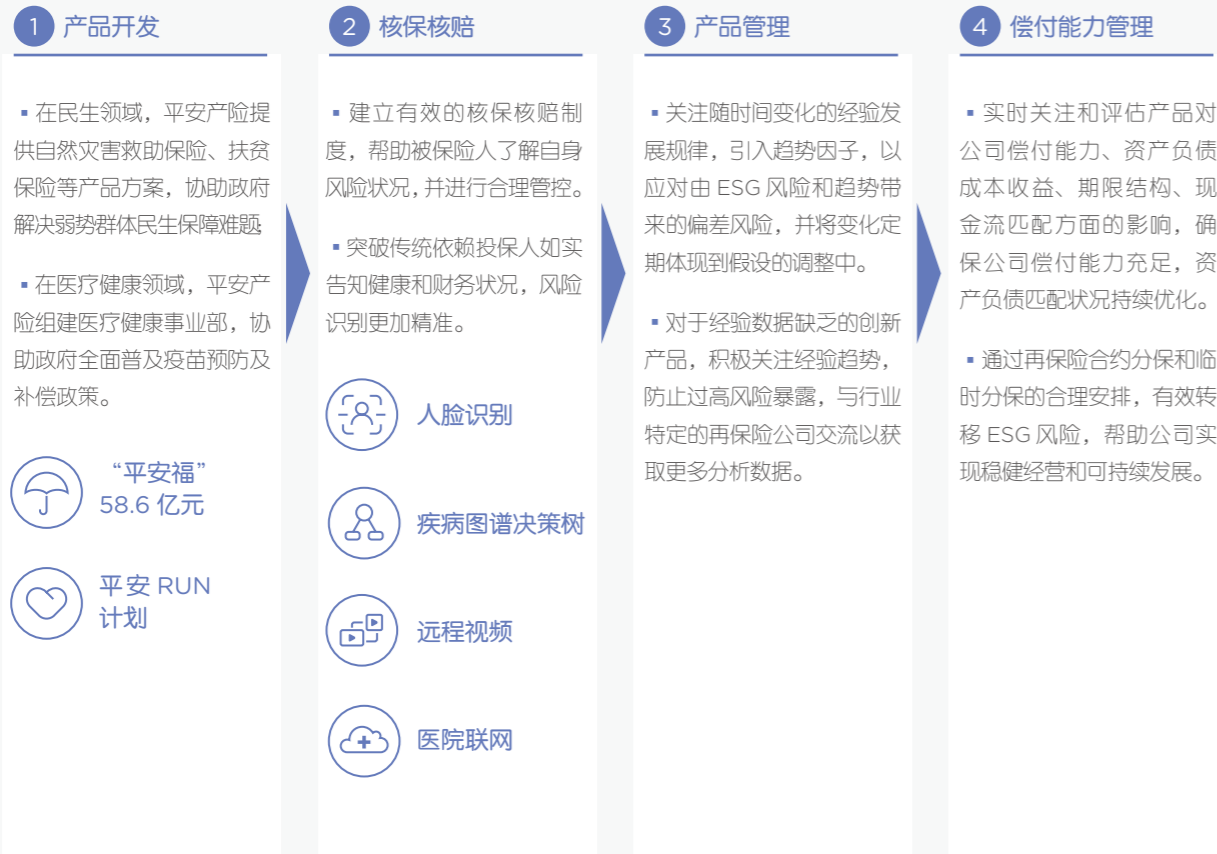 1 产品开发
▪ 在民生领域，平安产险提
供自然灾害救助保险、扶贫
保险等产品方案，协助政府
解决弱势群体民生保障难题；
▪ 在医疗健康领域，平安产
险组建医疗健康事业部，协
助政府全面普及疫苗预防及
补偿政策。
“平安福”
58.6 亿元
平安 RUN
计划
2 核保核赔
▪ 建立有效的核保核赔制
度，帮助被保险人了解自身
风险状况，并进行合理管控。
▪ 突破传统依赖投保人如实
告知健康和财务状况，风险
识别更加精准。
人脸识别
疾病图谱决策树
远程视频
医院联网
3 产品管理
▪ 关注随时间变化的经验发
展规律，引入趋势因子，以
应对由 ESG 风险和趋势带
来的偏差风险，并将变化定
期体现到假设的调整中。
▪ 对于经验数据缺乏的创新
产品，积极关注经验趋势，
防止过高风险暴露，与行业
特定的再保险公司交流以获
取更多分析数据。
4 偿付能力管理
▪ 实时关注和评估产品对
公司偿付能力、资产负债
成本收益、期限结构、现
金流匹配方面的影响，确
保公司偿付能力充足，资
产负债匹配状况持续优化。
▪ 通过再保险合约分保和临
时分保的合理安排，有效转
移 ESG 风险，帮助公司实
现稳健经营和可持续发展。